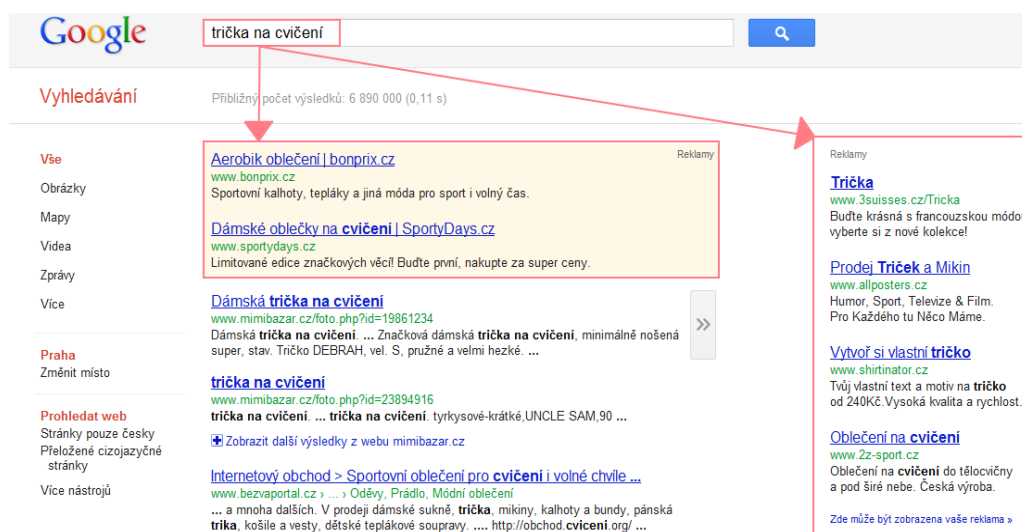 Google
trička na cvičení
Vyhledávání
Přibližný počet výsledků: 6 890 000 (0,11 s)
Vše
Obrázky
Mapy
Videa
Zprávy
Více
Praha
Změnit místo
Prohledat web
Stránky pouze česky
Přeložené cizojazyčné
stránky
Více nástrojů
Reklamy
Aerobik oblečení | bonprix.cz
www.bonprix.cz
Sportovní kalhoty, tepláky a jiná móda pro sport i volný čas.
Dámské oblečky na cvičení | SportyDays.cz
www.sportydays.cz
Limitované edice značkových věcí! Buďte první, nakupte za super ceny.
Dámská trička na cvičení
www.mimibazar.cz/foto.php?id=19861234
Dámská trička na cvičení. ... Značková dámská trička na cvičení, minimálně nošená
super, stav. Tričko DEBRAH, vel. S, pružné a velmi hezké. ...
trička na cvičení
www.mimibazar.cz/foto.php?id=23894916
trička na cvičení. ... trička na cvičení. tyrkysové-krátké,UNCLE SAM,90 ...
Zobrazit další výsledky z webu mimibazar.cz
Internetový obchod > Sportovní oblečení pro cvičení i volné chvíle ...
www.bezvaportal.cz › ... › Oděvy, Prádlo, Módní oblečení
... a mnoha dalších. V prodeji dámské sukně, trička, mikiny, kalhoty a bundy, pánská
trika, košile a vesty, dětské teplákové soupravy. .... http://obchod.cviceni.org/ ...
Reklamy
Trička
www.3suisses.cz/Tricka
Buďte krásná s francouzskou módou
vyberte si z nové kolekce!
Prodej Triček a Mikin
www.allposters.cz
Humor, Sport, Televize & Film.
Pro Každého tu Něco Máme.
Vytvoř si vlastní tričko
www.shirtinator.cz
Tvůj vlastní text a motiv na tričko
od 240Kč.Vysoká kvalita a rychlost.
Oblečení na cvičení
www.2z-sport.cz
Oblečení na cvičení do tělocvičny
a pod širé nebe. Česká výroba.
Zde může být zobrazena vaše reklama »